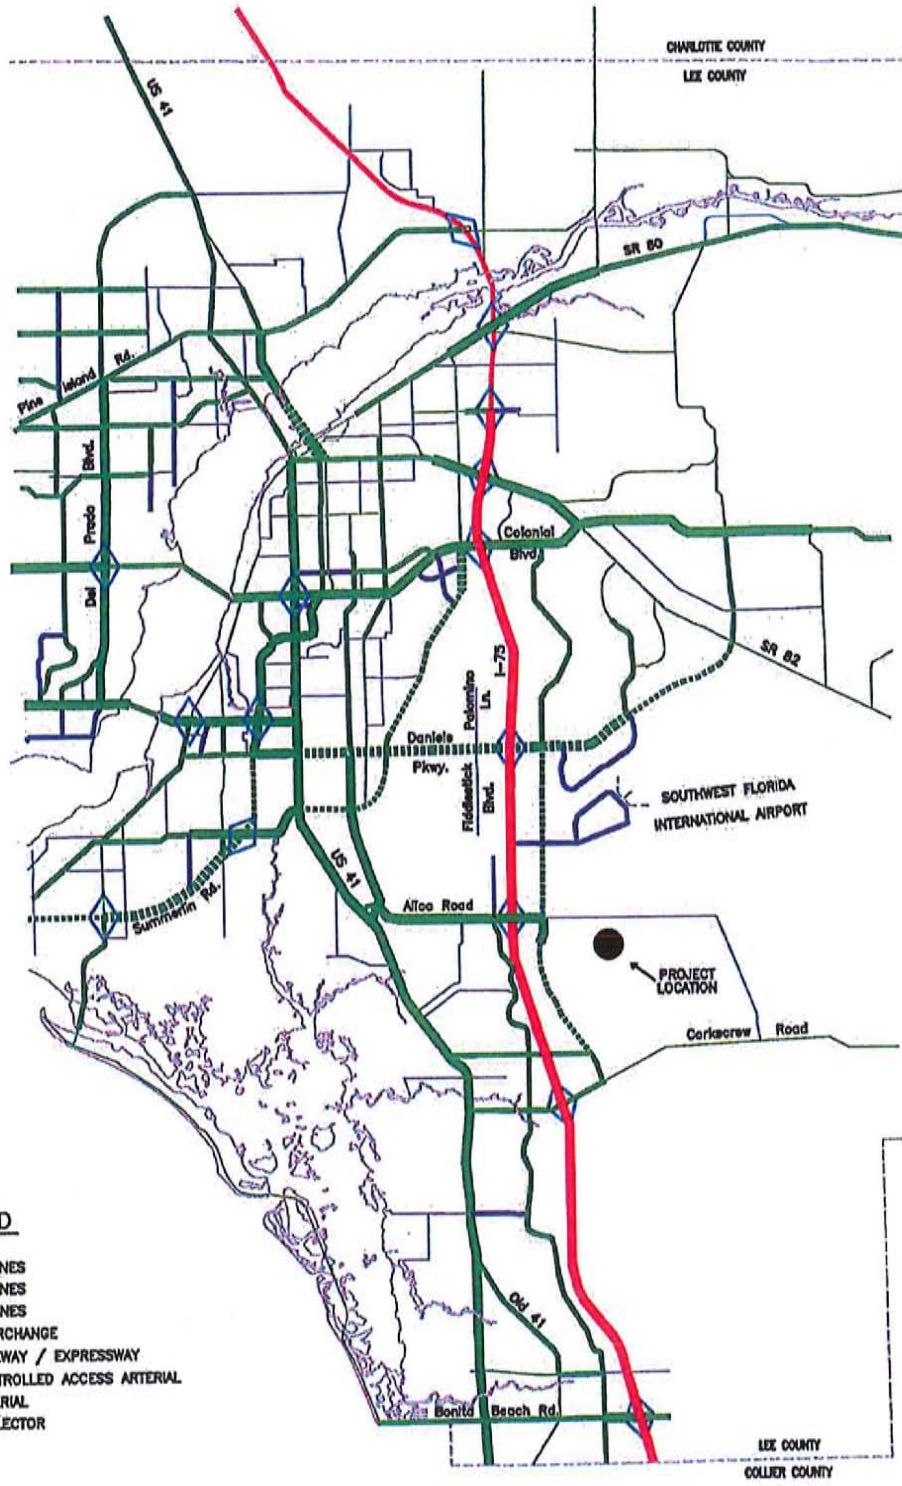 CHARLOTTE COUNTY
LEE COUNTY
US 41
SR 80
Pine Island Rd.
Del Prado Blvd.
Colonial
Blvd.
I-75
SR 82
Palomino
Ln.
Daniels
Pkwy.
Fiddlestick
Blvd.
SOUTHWEST FLORIDA
INTERNATIONAL AIRPORT
US 41
Summerlin Rd.
Alico Road
PROJECT
LOCATION
Corkscrew Road
D
NES
NES
NES
RCHANGE
WAY / EXPRESSWAY
TROLLED ACCESS ARTERIAL
RIAL
LECTOR
Old 41
Bonita Beach Rd.
LEE COUNTY
COLLIER COUNTY